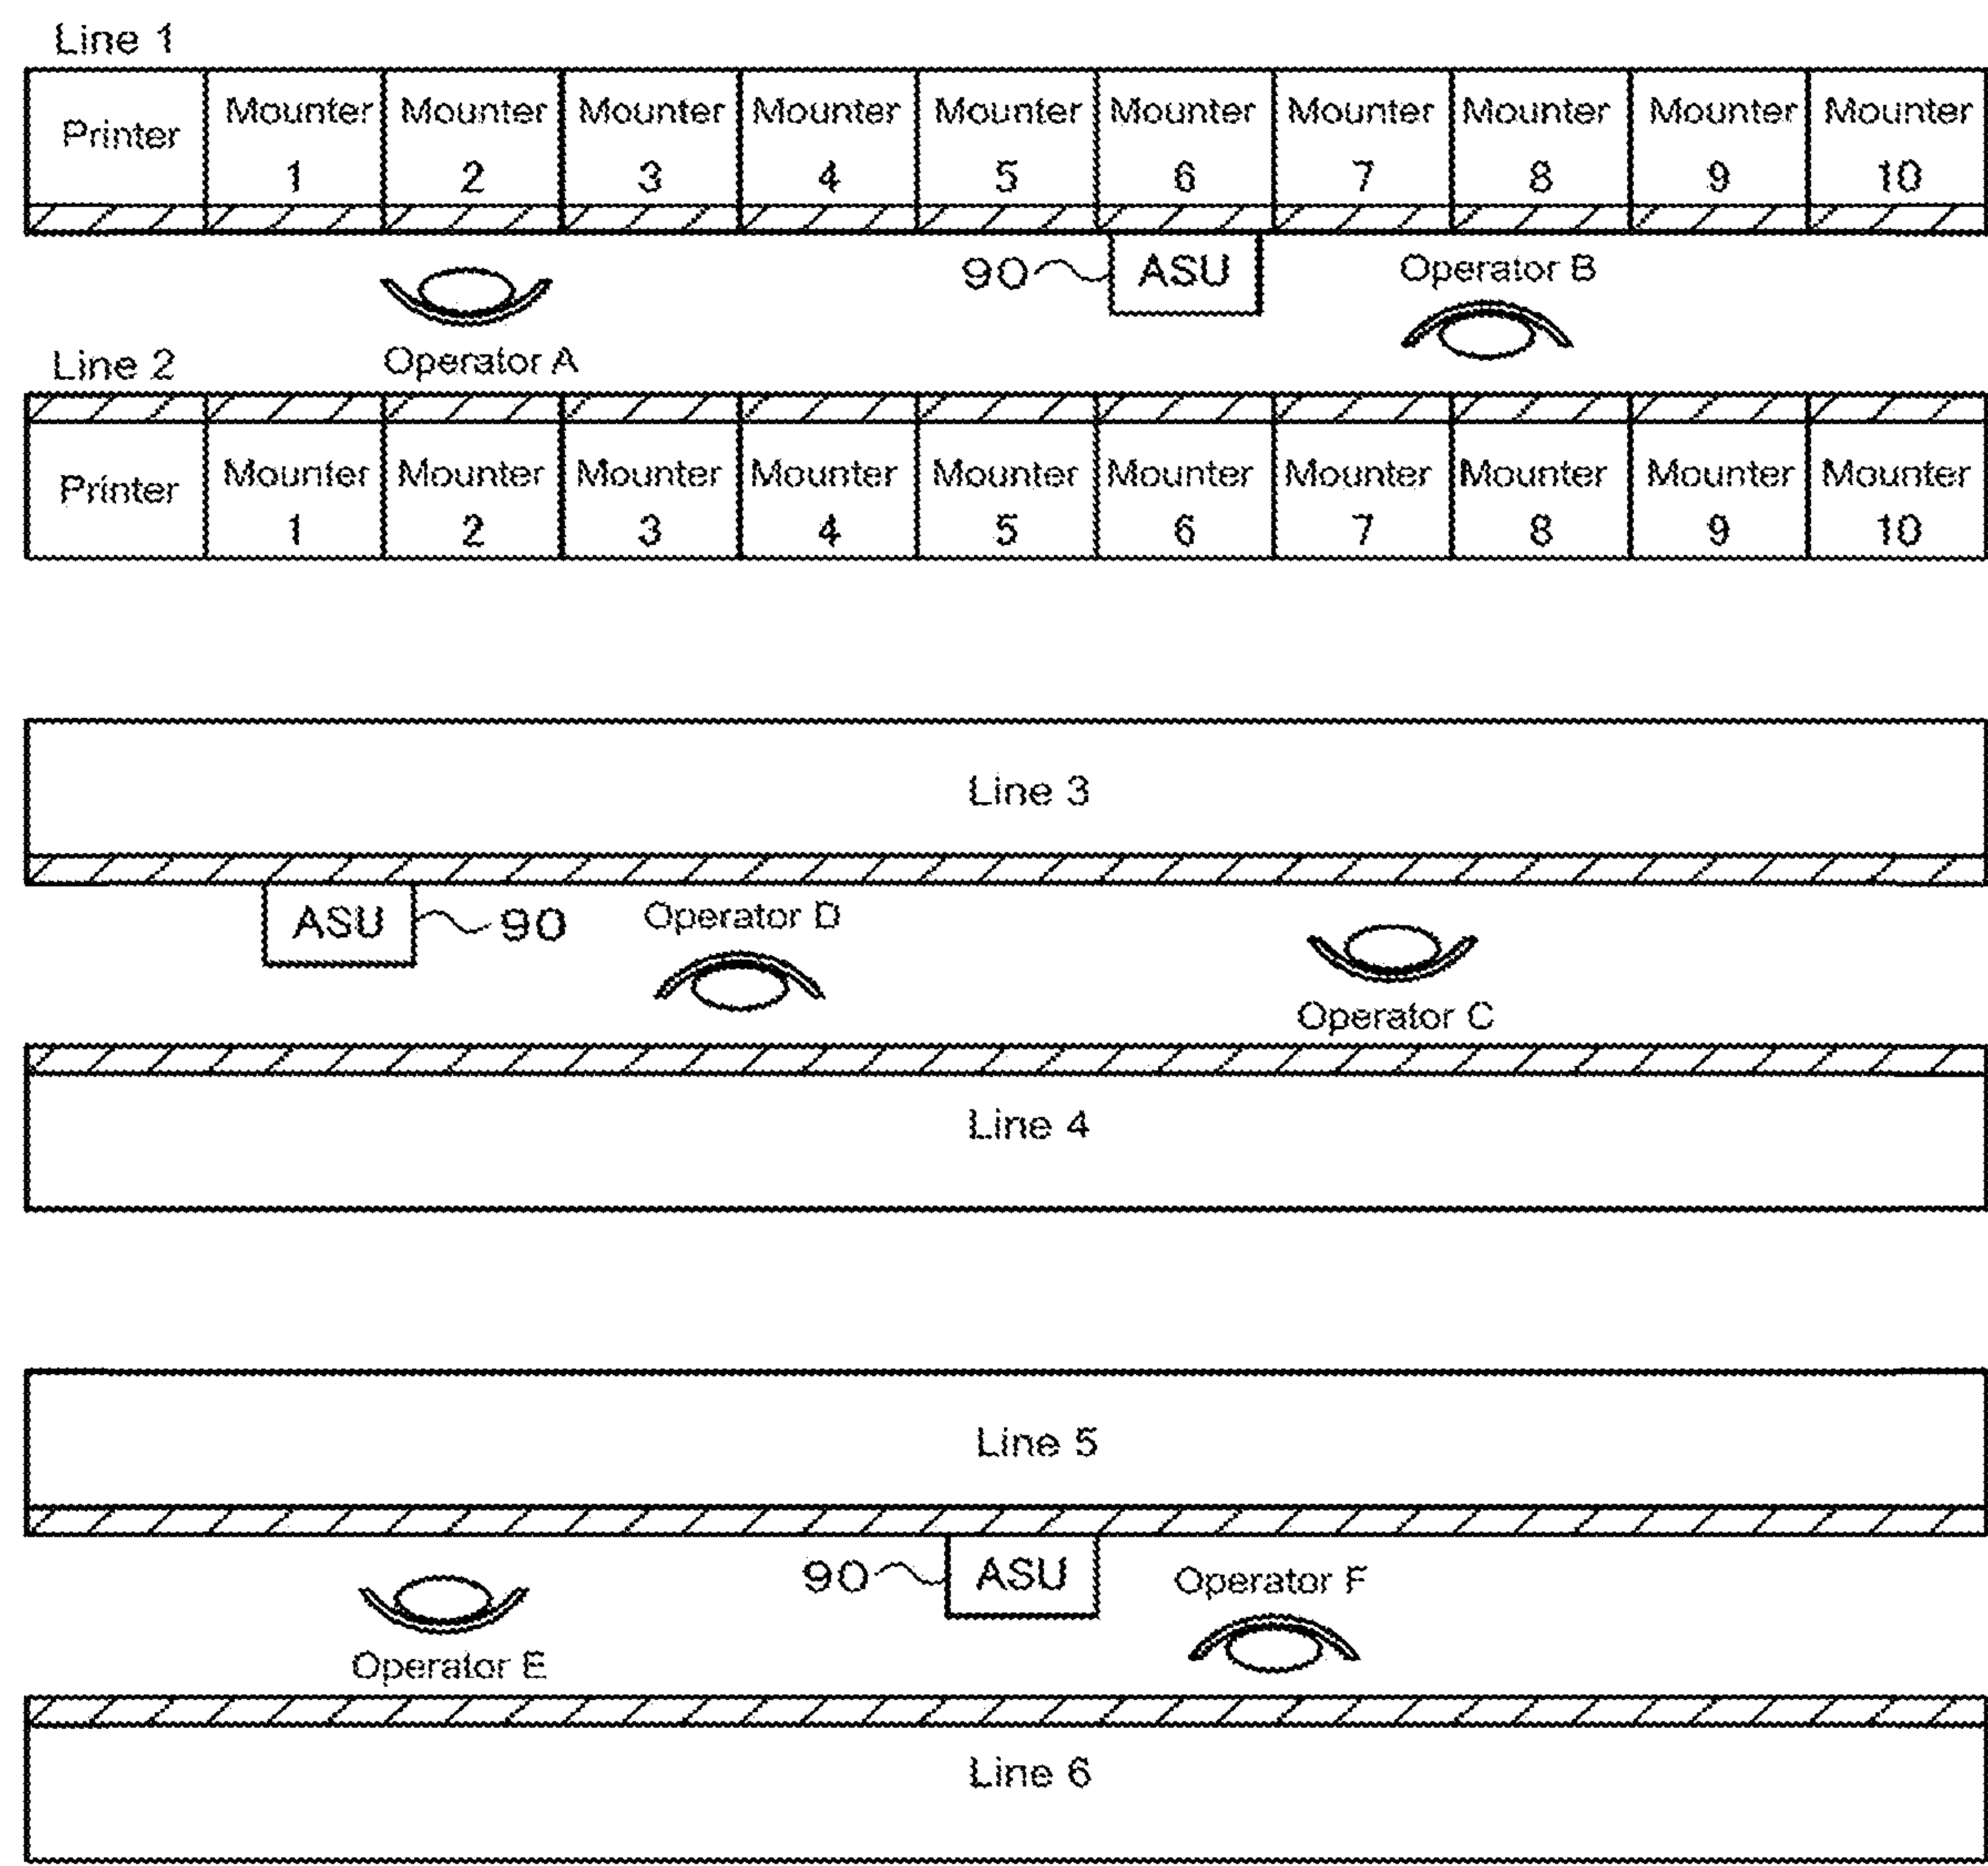 Line 1
Printer Mounter 1 Mounter 2 Mounter 3 Mounter 4 Mounter 5 Mounter 6 Mounter 7 Mounter 8 Mounter 9 Mounter 10
90 ASU Operator B
Operator A
Line 2
Printer Mounter 1 Mounter 2 Mounter 3 Mounter 4 Mounter 5 Mounter 6 Mounter 7 Mounter 8 Mounter 9 Mounter 10
Line 3
ASU 90 Operator D
Operator C
Line 4
Line 5
90 ASU Operator F
Operator E
Line 6